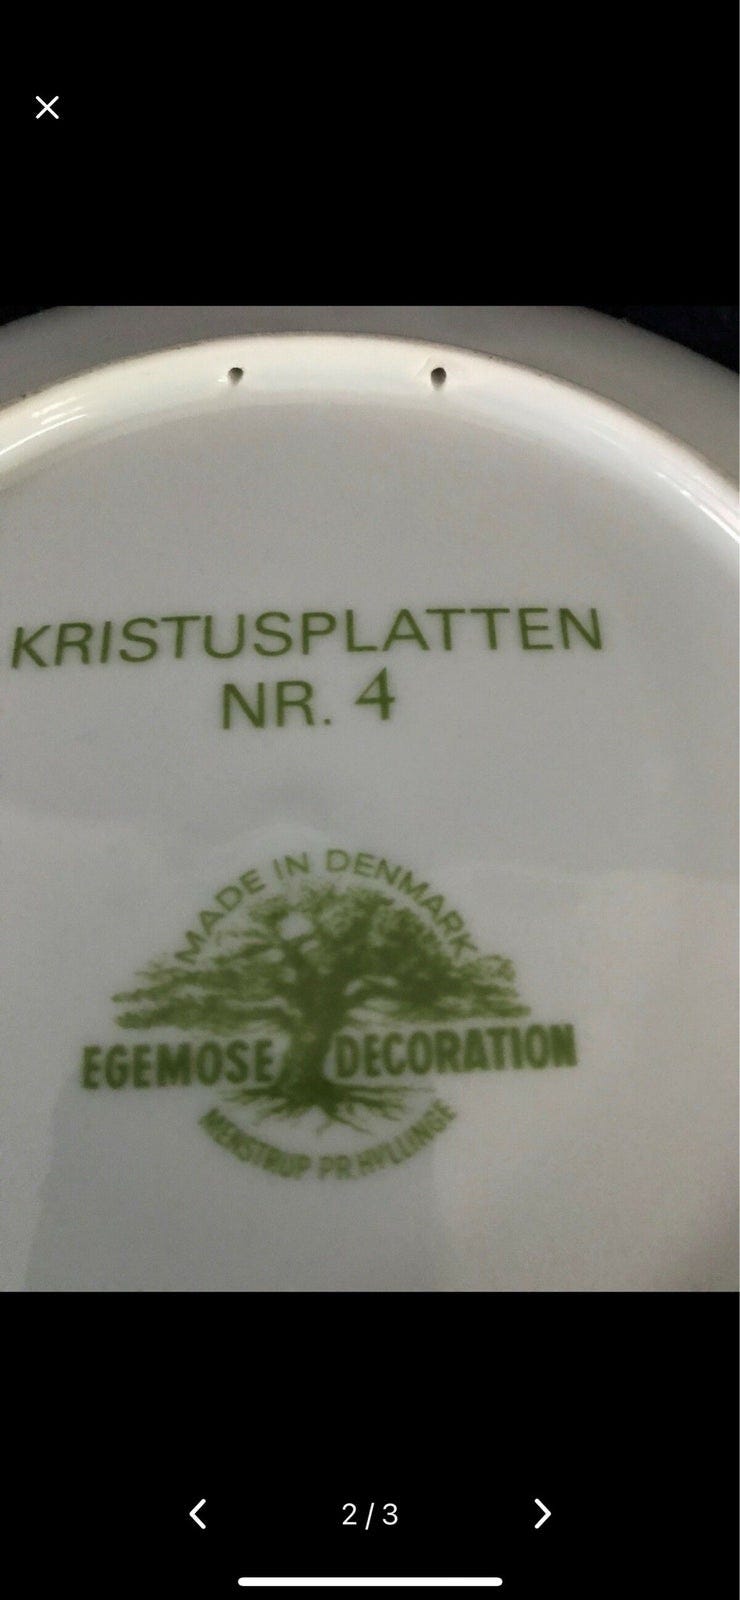 KRISTUSPLATTEN
NR. 4
MADE IN DENMARK
EGEMOSE DECORATION
MENSTRUP PR. HYLLINGE
2 / 3